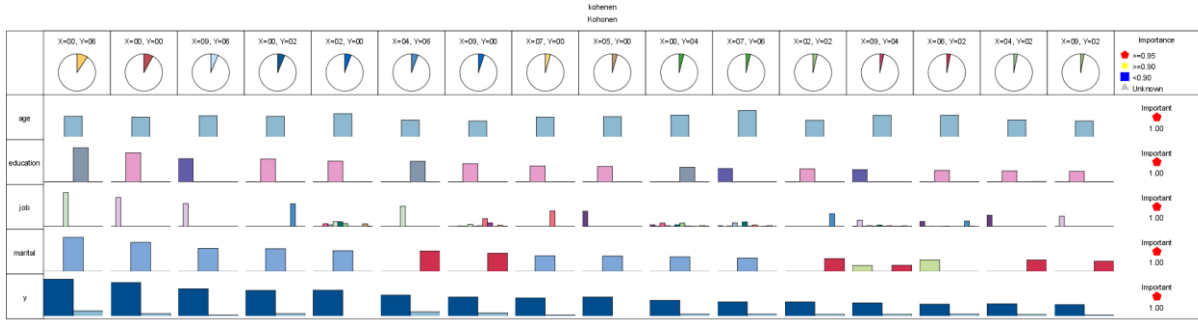 kohenen
Kohonen
X=00, Y=06
X=00, Y=00
X=09, Y=06
X=00, Y=02
X=02, Y=00
X=04, Y=06
X=09, Y=00
X=07, Y=00
X=05, Y=00
X=00, Y=04
X=07, Y=06
X=02, Y=02
X=09, Y=04
X=06, Y=02
X=04, Y=02
X=09, Y=02
Importance
>=0.95
>=0.90
<0.90
Unknown
age
Important
1.00
education
Important
1.00
job
Important
1.00
marital
Important
1.00
y
Important
1.00